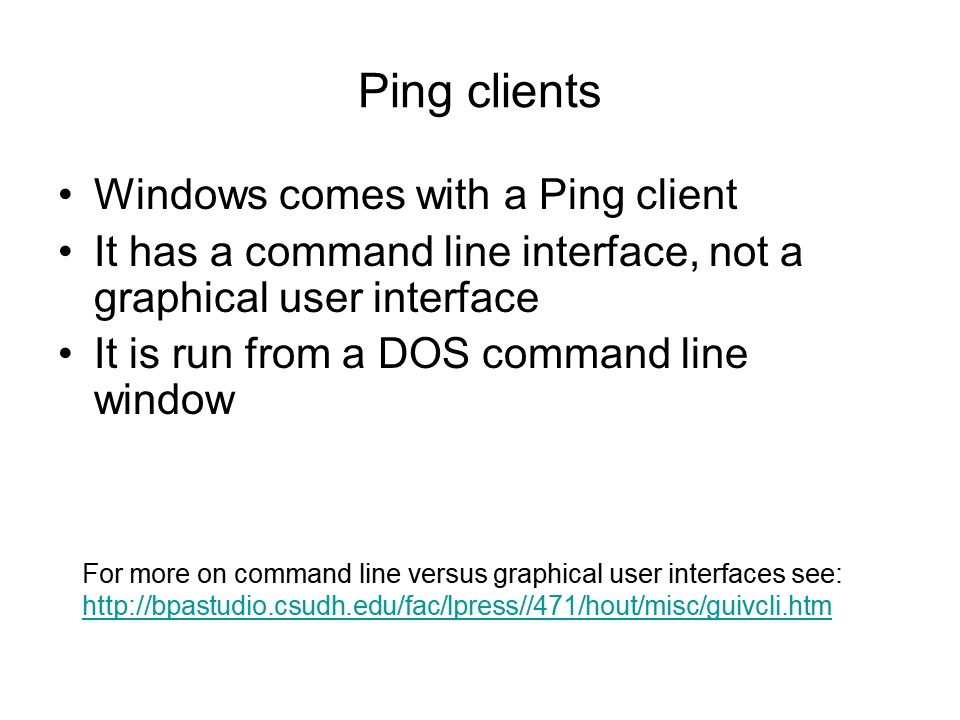 Ping clients
• Windows comes with a Ping client
• It has a command line interface, not a
graphical user interface
• It is run from a DOS command line
window
For more on command line versus graphical user interfaces see:
http://bpastudio.csudh.edu/fac/lpress//471/hout/misc/guivcli.htm